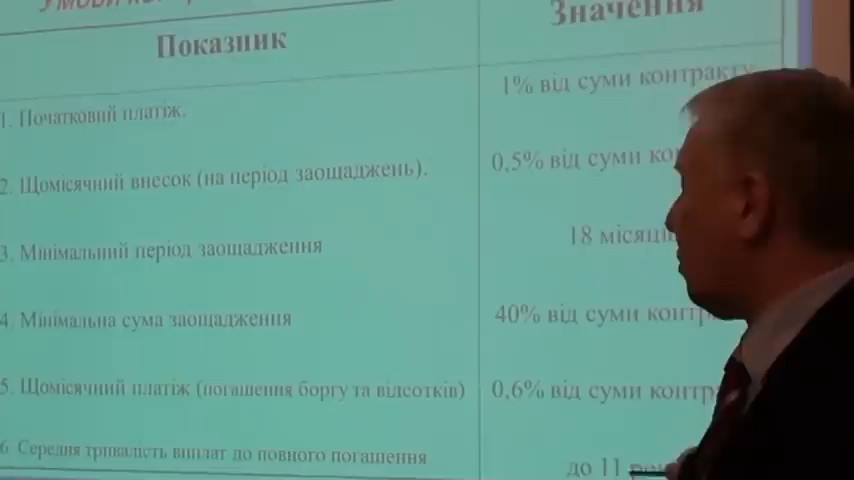 Показник Значення
1. Початковий платіж. 1% від суми контракту
2. Щомісячний внесок (на період заощаджень). 0,5% від суми
3. Мінімальний період заощадження 18 місяців
4. Мінімальна сума заощадження 40% від суми
5. Щомісячний платіж (погашення боргу та відсотків) 0,6% від суми
6. Середня тривалість виплат до повного погашення до 11